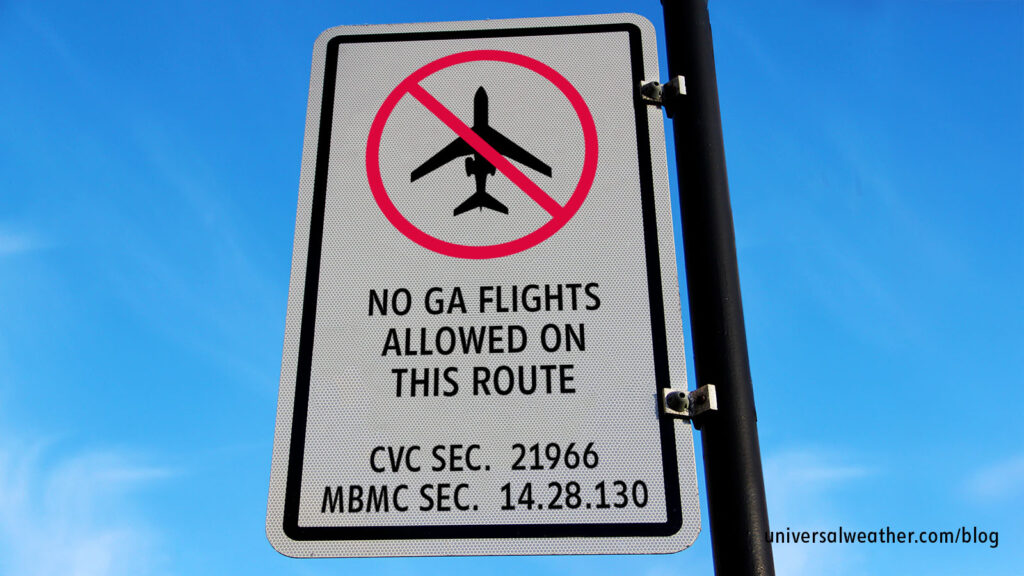 NO GA FLIGHTS
ALLOWED ON
THIS ROUTE
CVC SEC. 21966
MBMC SEC. 14.28.130
universalweather.com/blog